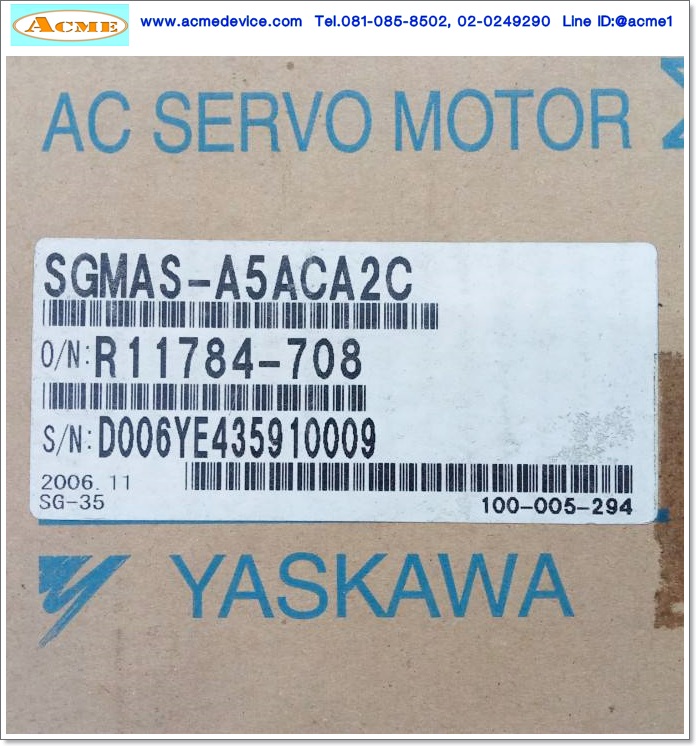 ACME
www.acmedevice.com Tel.081-085-8502, 02-0249290 Line ID:@acme1
AC SERVO MOTOR
SGMAS-A5ACA2C
O/N:R11784-708
S/N:D006YE435910009
2006.11
SG-35
100-005-294
YASKAWA